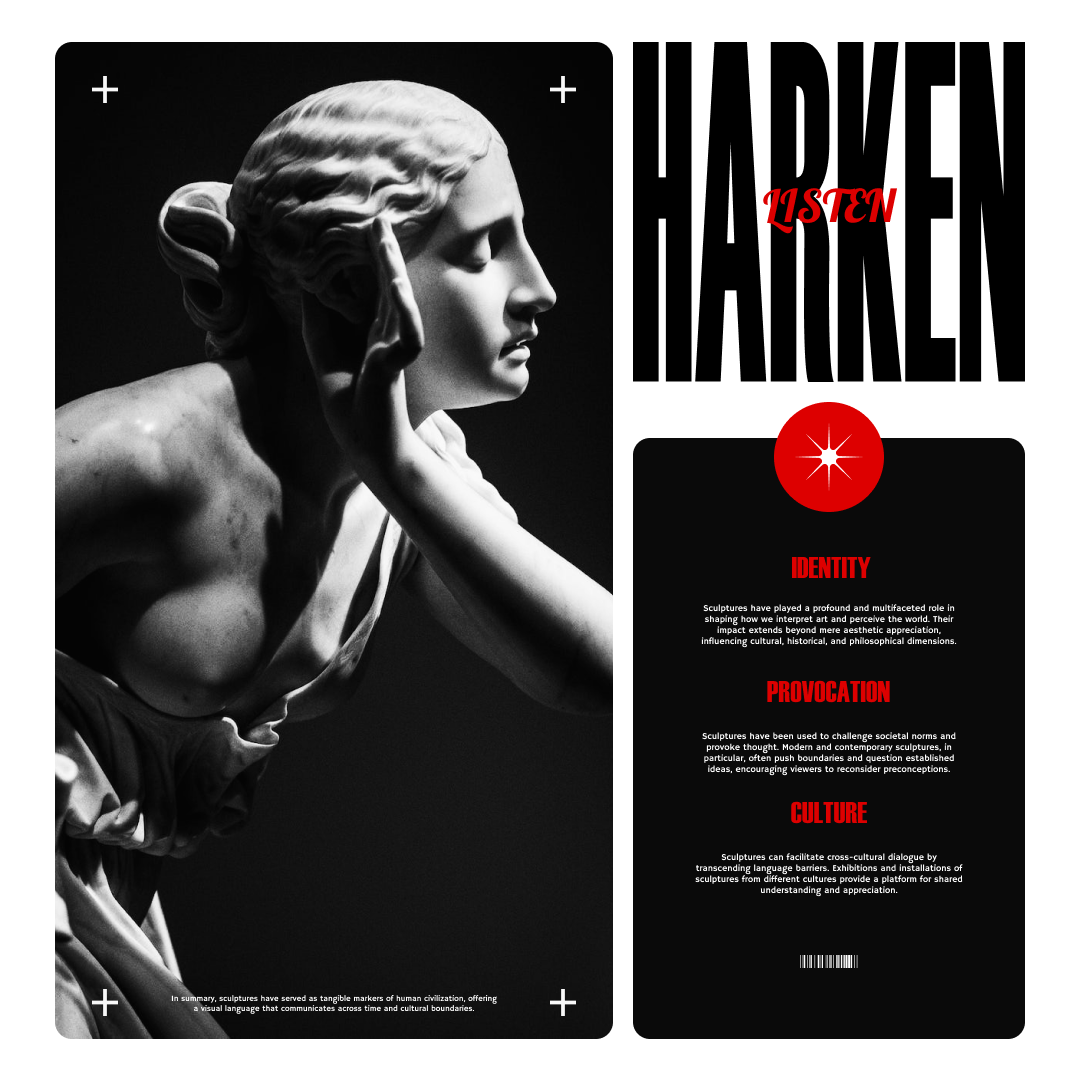 HARKEN
LISTEN
IDENTITY
Sculptures have played a profound and multifaceted role in
shaping how we interpret art and perceive the world. Their
impact extends beyond mere aesthetic appreciation,
influencing cultural, historical, and philosophical dimensions.
PROVOCATION
Sculptures have been used to challenge societal norms and
provoke thought. Modern and contemporary sculptures, in
particular, often push boundaries and question established
ideas, encouraging viewers to reconsider preconceptions.
CULTURE
Sculptures can facilitate cross-cultural dialogue by
transcending language barriers. Exhibitions and installations of
sculptures from different cultures provide a platform for shared
understanding and appreciation.
In summary, sculptures have served as tangible markers of human civilization, offering
a visual language that communicates across time and cultural boundaries.